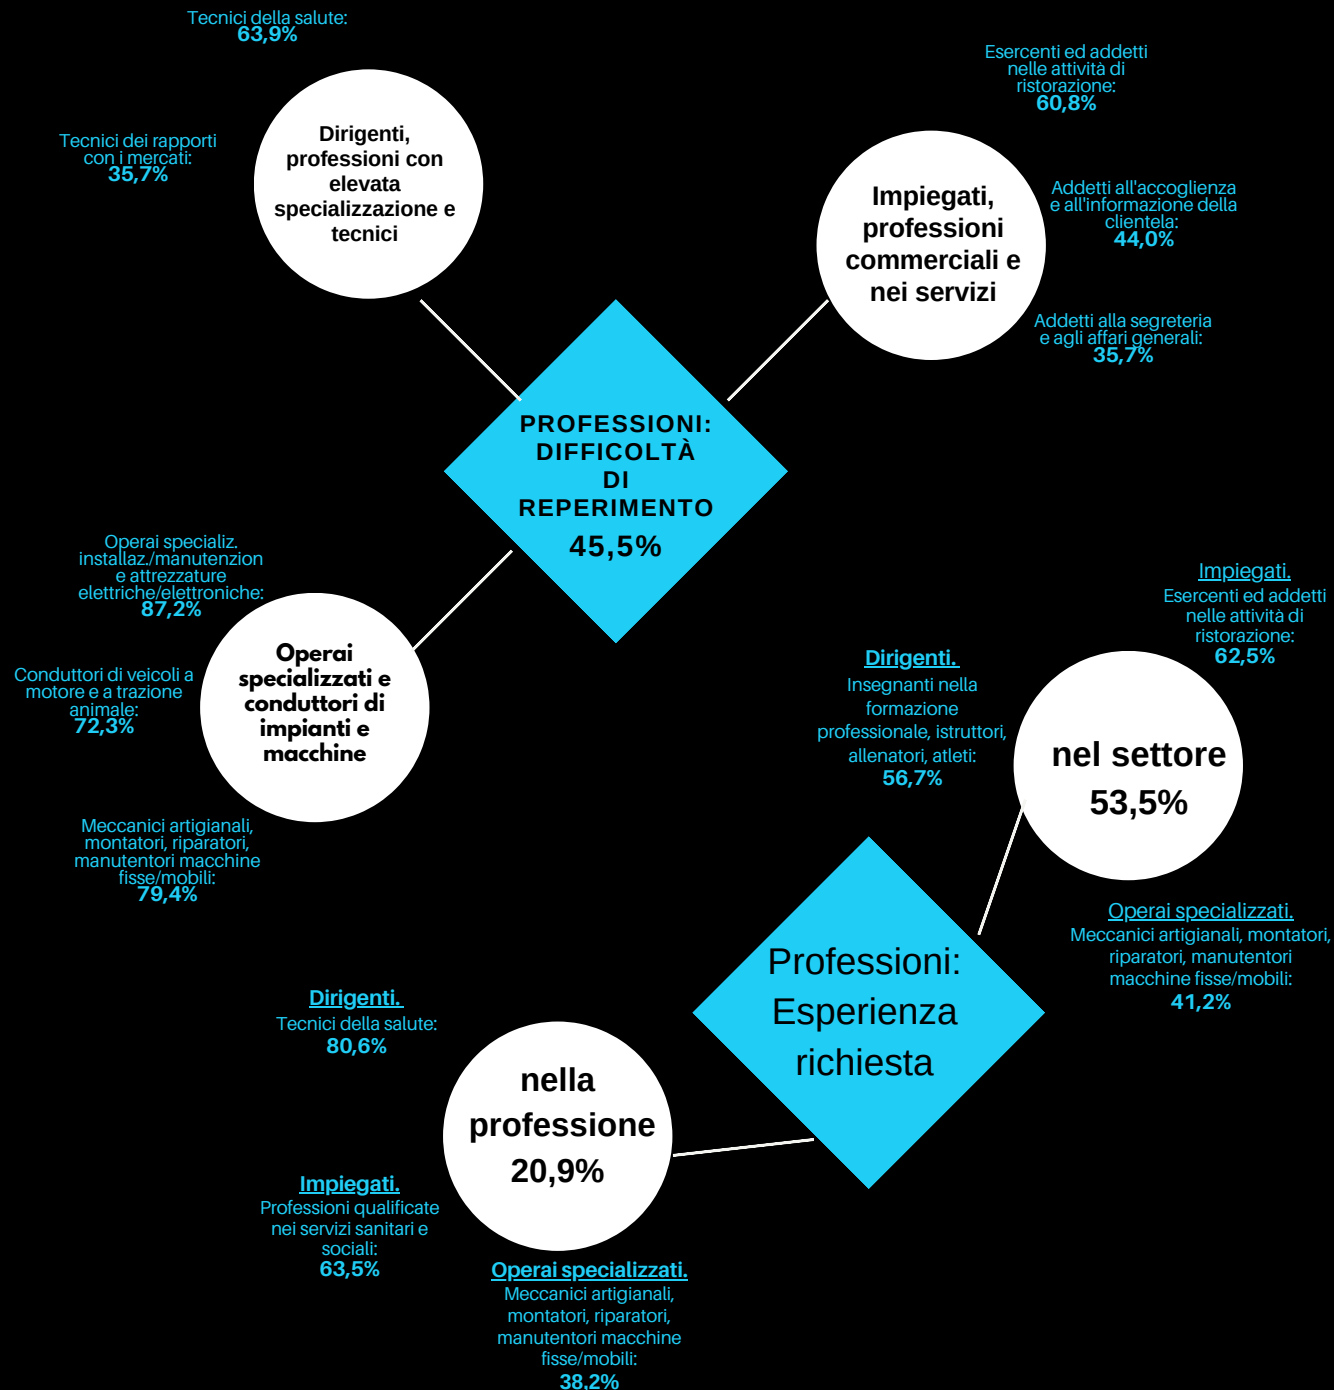 Tecnici della salute:
63,9%
Tecnici dei rapporti
con i mercati:
35,7%
Dirigenti,
professioni con
elevata
specializzazione e
tecnici
Esercenti ed addetti
nelle attività di
ristorazione:
60,8%
Impiegati,
professioni
commerciali e
nei servizi
Addetti all'accoglienza
e all'informazione della
clientela:
44,0%
Addetti alla segreteria
e agli affari generali:
35,7%
PROFESSIONI:
DIFFICOLTÀ
DI
REPERIMENTO
45,5%
Operai specializ.
installaz./manutenzion
e attrezzature
elettriche/elettroniche:
87,2%
Conduttori di veicoli a
motore e a trazione
animale:
72,3%
Operai
specializzati e
conduttori di
impianti e
macchine
Meccanici artigianali,
montatori, riparatori,
manutentori macchine
fisse/mobili:
79,4%
Impiegati.
Esercenti ed addetti
nelle attività di
ristorazione:
62,5%
Dirigenti.
Insegnanti nella
formazione
professionale, istruttori,
allenatori, atleti:
56,7%
nel settore
53,5%
Operai specializzati.
Meccanici artigianali, montatori,
riparatori, manutentori
macchine fisse/mobili:
41,2%
Professioni:
Esperienza
richiesta
Dirigenti.
Tecnici della salute:
80,6%
nella
professione
20,9%
Impiegati.
Professioni qualificate
nei servizi sanitari e
sociali:
63,5%
Operai specializzati.
Meccanici artigianali,
montatori, riparatori,
manutentori macchine
fisse/mobili:
38,2%